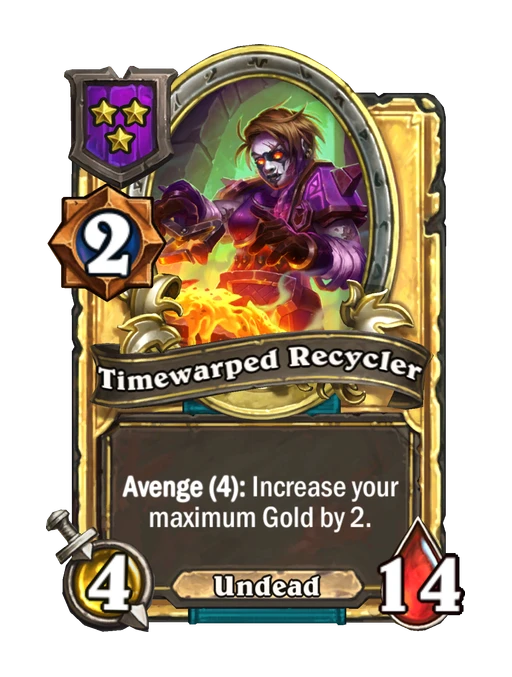 2
Timewarped Recycler
Avenge (4): Increase your
maximum Gold by 2.
4
Undead
14